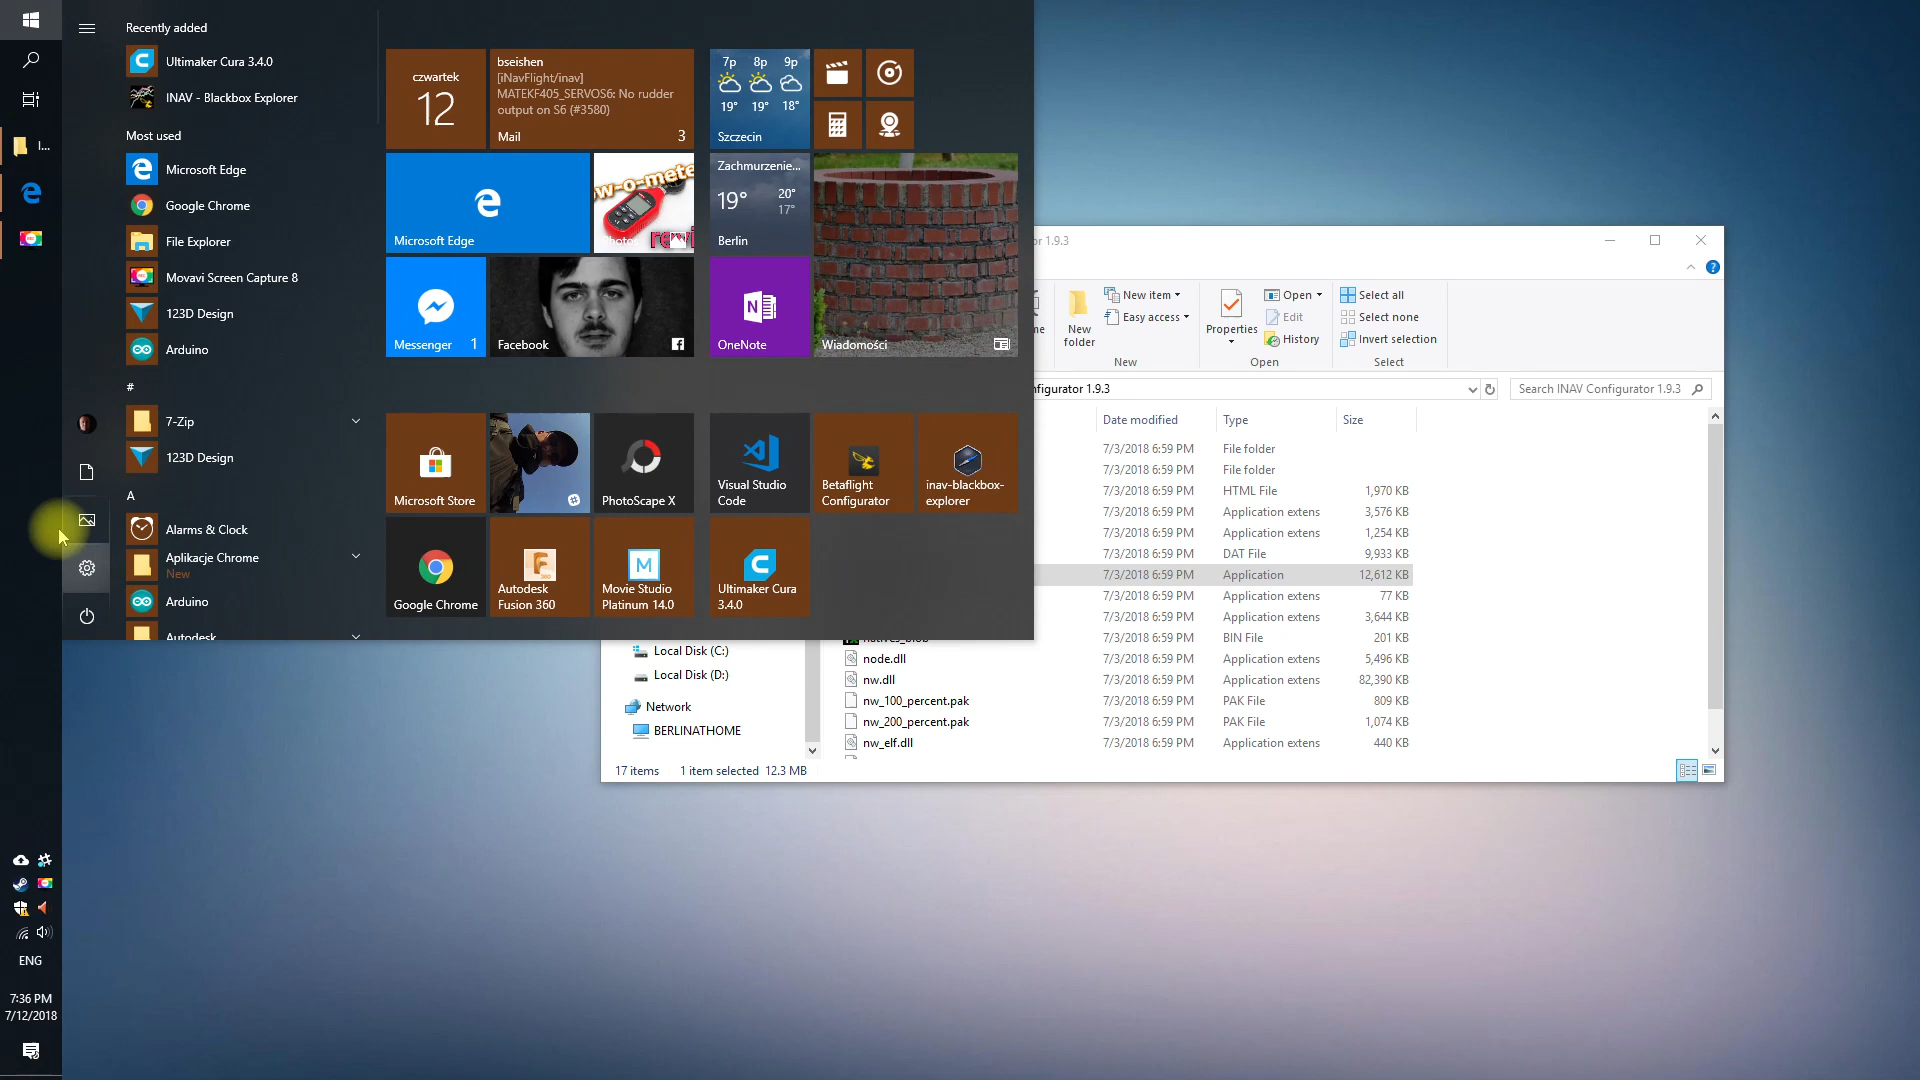 Recently added
Ultimaker Cura 3.4.0
INAV - Blackbox Explorer
Most used
Microsoft Edge
Google Chrome
File Explorer
Movavi Screen Capture 8
123D Design
Arduino
#
7-Zip
123D Design
A
Alarms & Clock
Aplikacje Chrome
New
Arduino
Autodesk
I...
czwartek
12
bseishen
[iNavFlight/inav]
MATEKF405_SERVOS6: No rudder
output on S6 (#3580)
Mail 3
7p 8p 9p
19° 19° 18°
Szczecin
Microsoft Edge
w-o-mete
Photos
Zachmurzenie...
19° 20°
17°
Berlin
Messenger 1
Facebook
OneNote
Wiadomości
Microsoft Store
PhotoScape X
Visual Studio
Code
Betaflight
Configurator
inav-blackbox-
explorer
Google Chrome
Autodesk
Fusion 360
Movie Studio
Platinum 14.0
Ultimaker Cura
3.4.0
or 1.9.3
New
folder
New item
Easy access
New
Properties
Open
Edit
History
Open
Select all
Select none
Invert selection
Select
nfigurator 1.9.3
Search INAV Configurator 1.9.3
Date modified Type Size
7/3/2018 6:59 PM File folder
7/3/2018 6:59 PM File folder
7/3/2018 6:59 PM HTML File 1,970 KB
7/3/2018 6:59 PM Application extens 3,576 KB
7/3/2018 6:59 PM Application extens 1,254 KB
7/3/2018 6:59 PM DAT File 9,933 KB
7/3/2018 6:59 PM Application 12,612 KB
7/3/2018 6:59 PM Application extens 77 KB
7/3/2018 6:59 PM Application extens 3,644 KB
7/3/2018 6:59 PM BIN File 201 KB
node.dll 7/3/2018 6:59 PM Application extens 5,496 KB
nw.dll 7/3/2018 6:59 PM Application extens 82,390 KB
nw_100_percent.pak 7/3/2018 6:59 PM PAK File 809 KB
nw_200_percent.pak 7/3/2018 6:59 PM PAK File 1,074 KB
nw_elf.dll 7/3/2018 6:59 PM Application extens 440 KB
Local Disk (C:)
Local Disk (D:)
Network
BERLINATHOME
17 items 1 item selected 12.3 MB
ENG
7:36 PM
7/12/2018